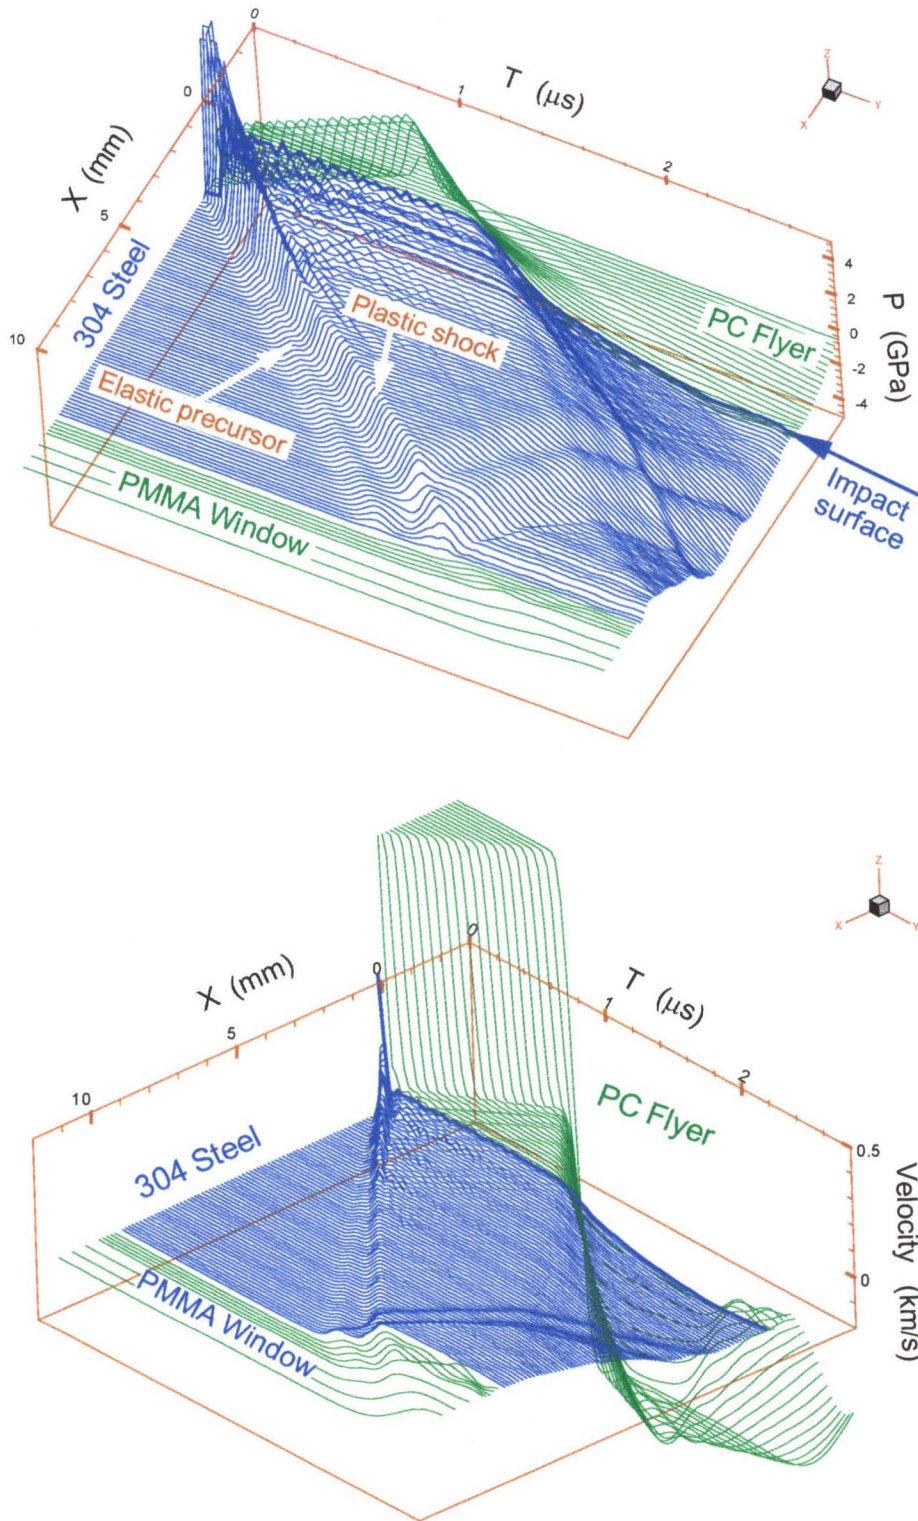 0
T (µs)
1
2
Z
Y
X
0
X (mm)
5
10
304 Steel
Plastic shock
Elastic precursor
PMMA Window
PC Flyer
4
2
0
-2
-4
P (GPa)
Impact
surface
Z
X
Y
0
T (µs)
1
2
X (mm)
0
5
10
304 Steel
PC Flyer
PMMA Window
0.5
0
Velocity (km/s)